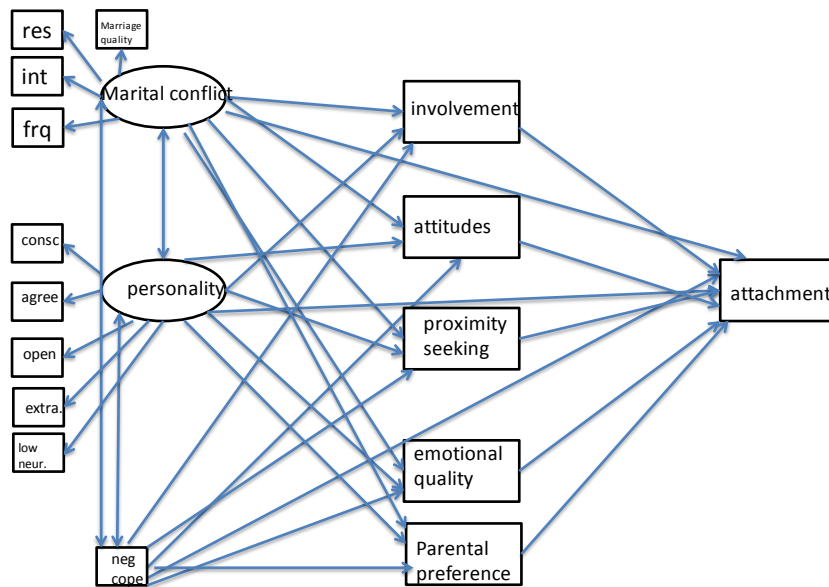 res
Marriage
quality
int
Marital conflict
frq
involvement
consc
attitudes
agree
personality
attachment
open
proximity
seeking
extra.
low
neur.
emotional
quality
neg
cope
Parental
preference